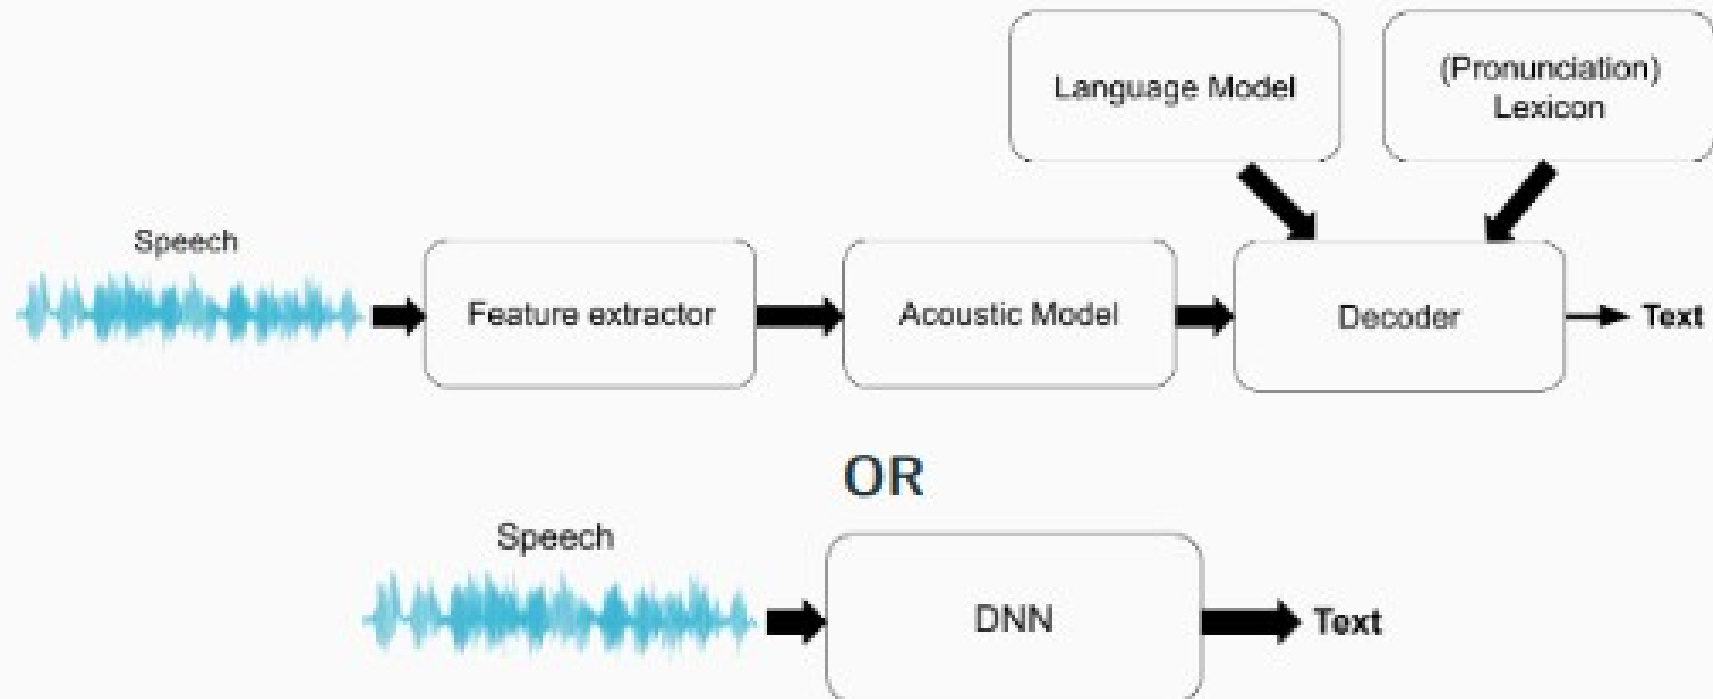 Language Model
(Pronunciation)
Lexicon
Speech
Feature extractor
Acoustic Model
Decoder
Text
OR
Speech
DNN
Text